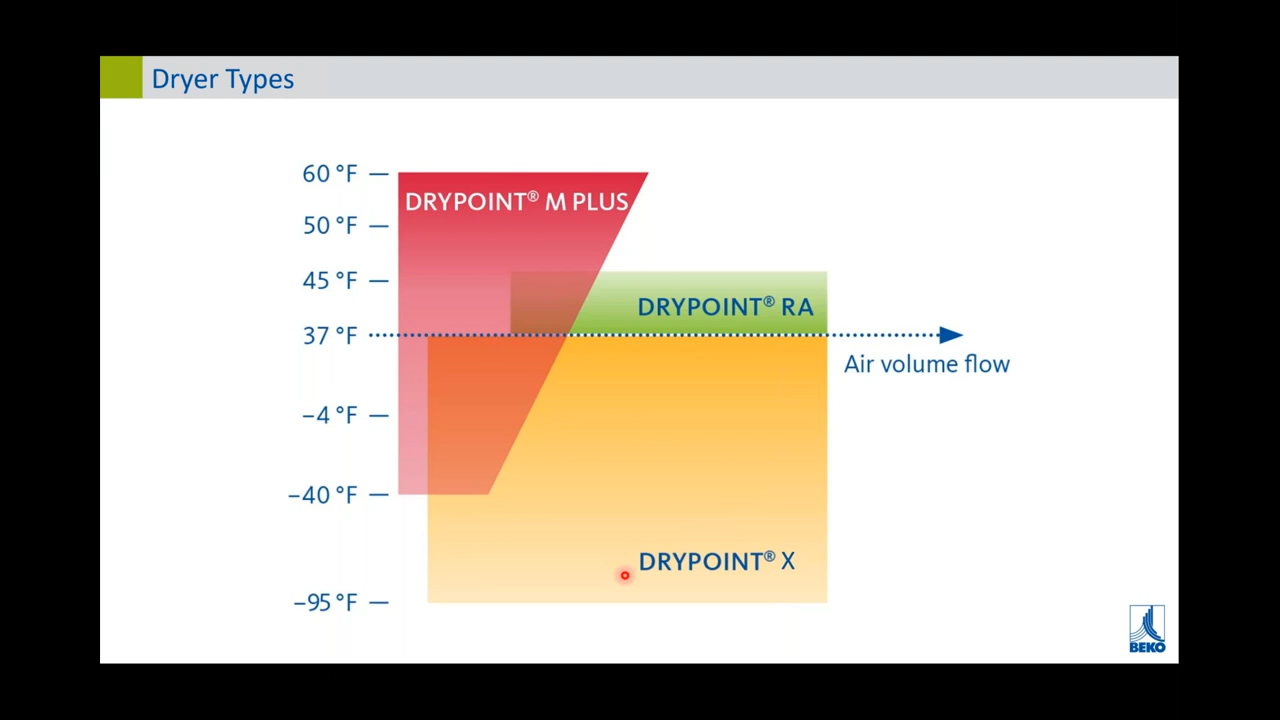 Dryer Types
60 °F
DRYPOINT® M PLUS
50 °F
45 °F
DRYPOINT® RA
37 °F
Air volume flow
–4 °F
–40 °F
DRYPOINT® X
–95 °F
BEKO